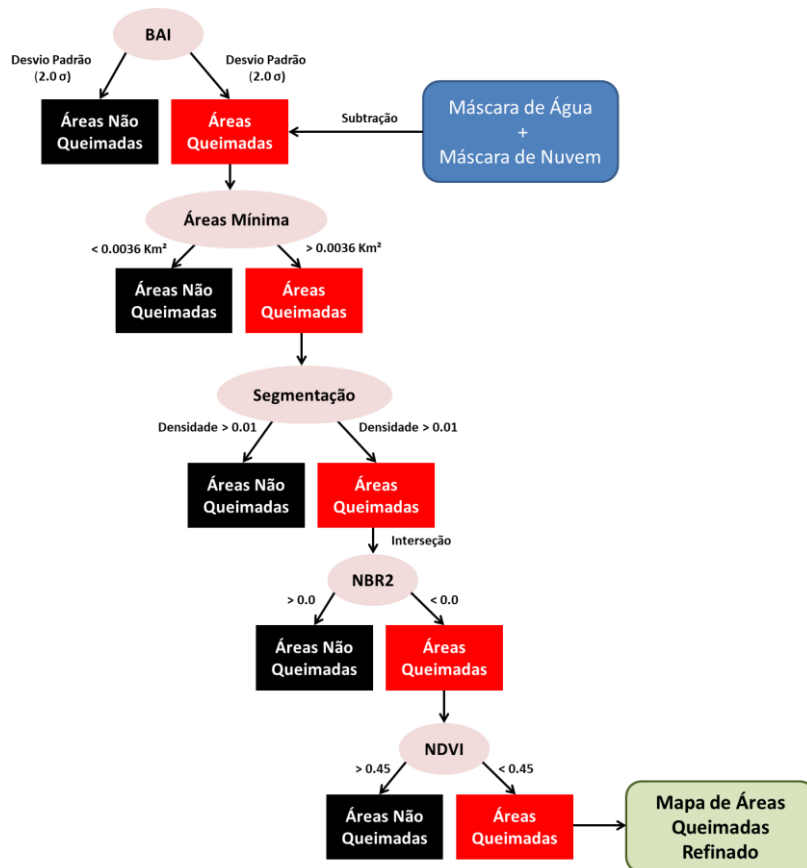 BAI
Desvio Padrão
(2.0 σ)
Desvio Padrão
(2.0 σ)
Áreas Não
Queimadas
Áreas
Queimadas
Subtração
Máscara de Água
+
Máscara de Nuvem
Áreas Mínima
< 0.0036 Km²
> 0.0036 Km²
Áreas Não
Queimadas
Áreas
Queimadas
Segmentação
Densidade > 0.01
Densidade > 0.01
Áreas Não
Queimadas
Áreas
Queimadas
Interseção
NBR2
> 0.0
< 0.0
Áreas Não
Queimadas
Áreas
Queimadas
NDVI
> 0.45
< 0.45
Áreas Não
Queimadas
Áreas
Queimadas
Mapa de Áreas
Queimadas
Refinado